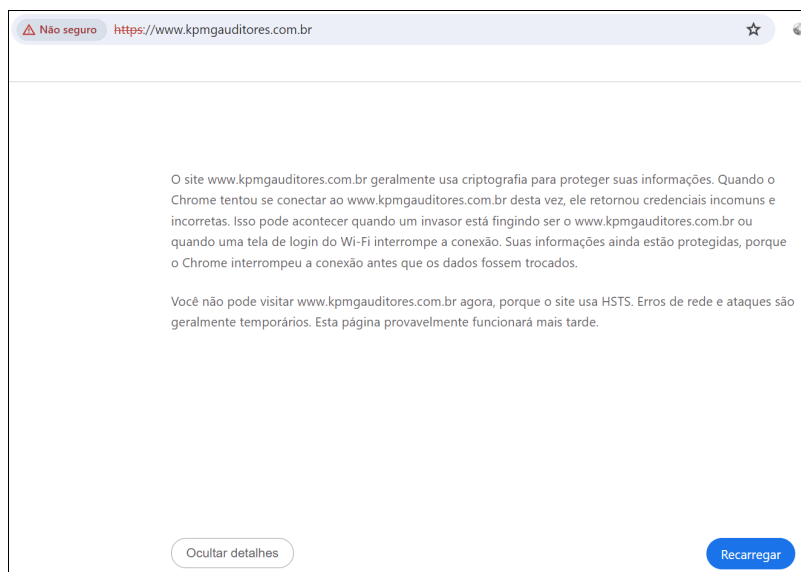 Não seguro https://www.kpmgauditores.com.br
O site www.kpmgauditores.com.br geralmente usa criptografia para proteger suas informações. Quando o
Chrome tentou se conectar ao www.kpmgauditores.com.br desta vez, ele retornou credenciais incomuns e
incorretas. Isso pode acontecer quando um invasor está fingindo ser o www.kpmgauditores.com.br ou
quando uma tela de login do Wi-Fi interrompe a conexão. Suas informações ainda estão protegidas, porque
o Chrome interrompeu a conexão antes que os dados fossem trocados.
Você não pode visitar www.kpmgauditores.com.br agora, porque o site usa HSTS. Erros de rede e ataques são
geralmente temporários. Esta página provavelmente funcionará mais tarde.
Ocultar detalhes Recarregar